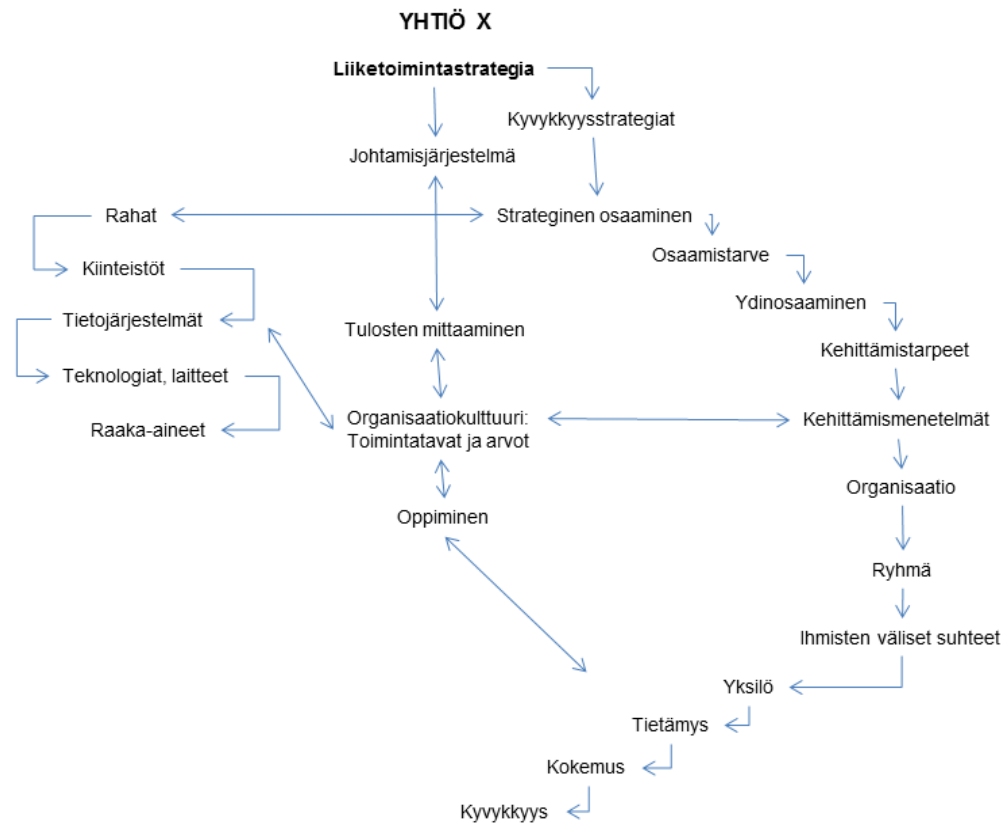 YHTIÖ X
Liiketoimintastrategia
Kyvykkyysstrategiat
Johtamisjärjestelmä
Rahat
Strateginen osaaminen
Osaamistarve
Kiinteistöt
Ydinosaaminen
Tietojärjestelmät
Tulosten mittaaminen
Kehittämistarpeet
Teknologiat, laitteet
Organisaatiokulttuuri:
Toimintatavat ja arvot
Kehittämismenetelmät
Raaka-aineet
Organisaatio
Oppiminen
Ryhmä
Ihmisten väliset suhteet
Yksilö
Tietämys
Kokemus
Kyvykkyys